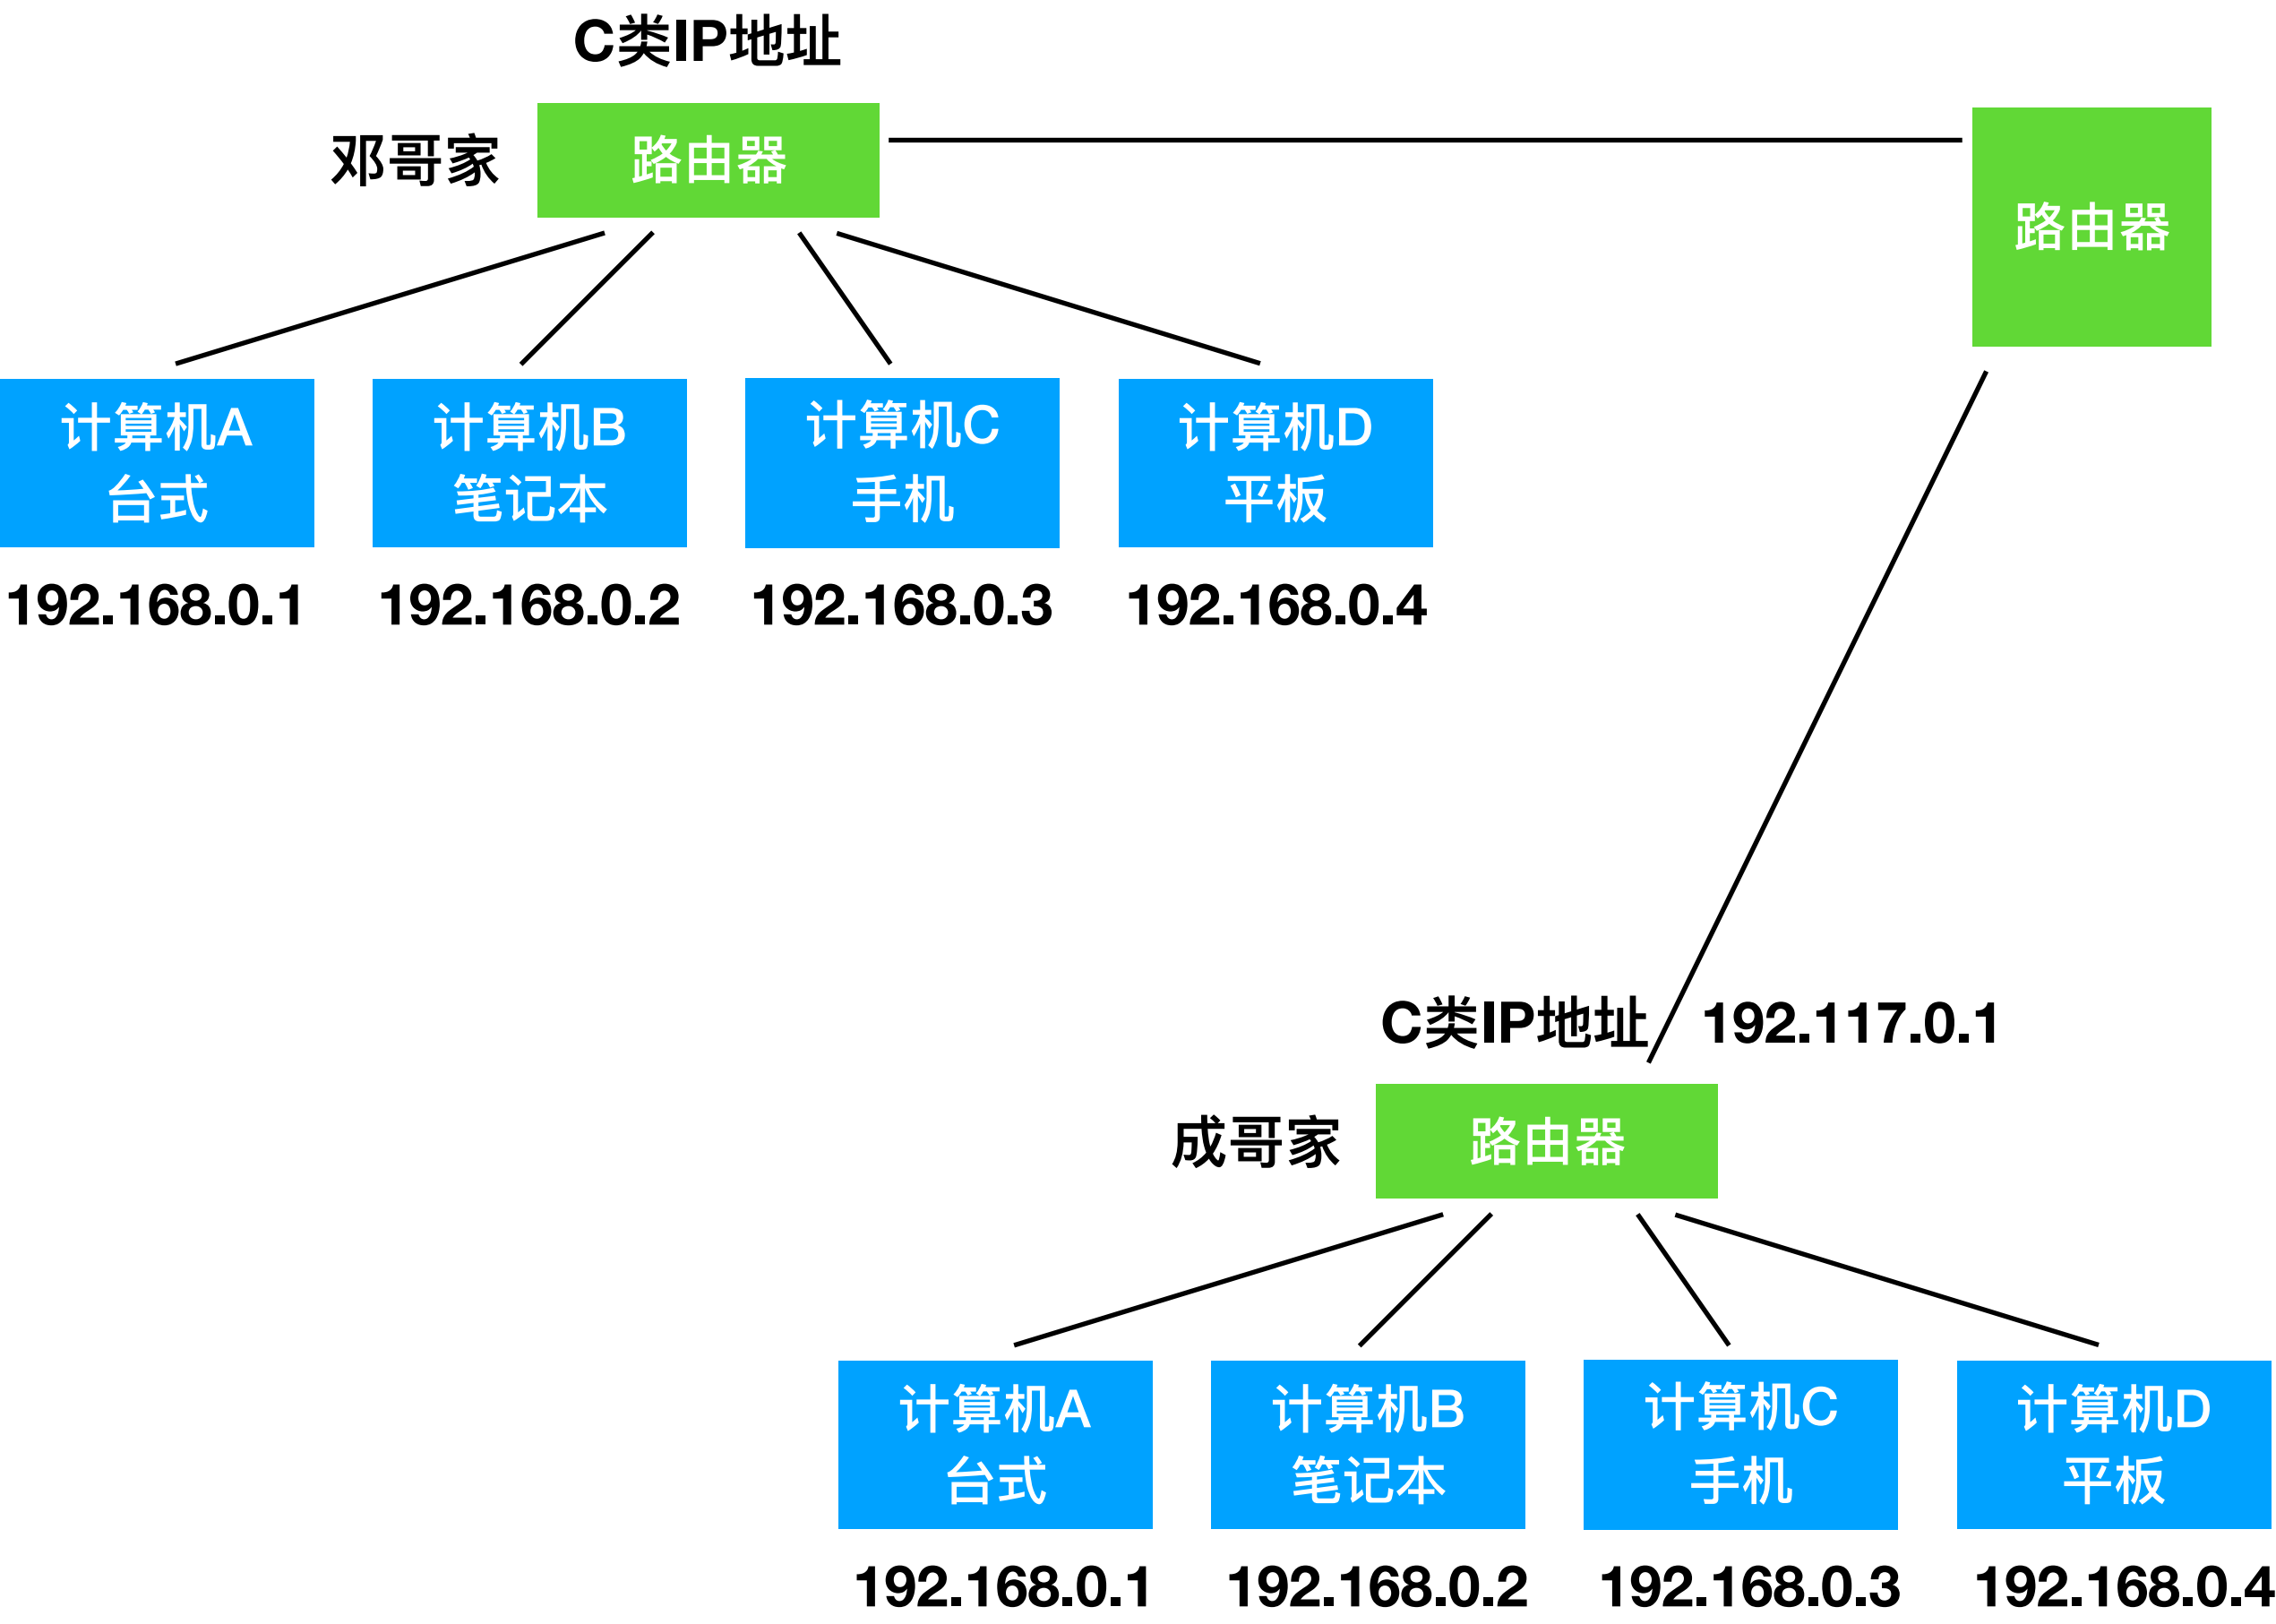 C类IP地址
邓哥家
路由器
路由器
计算机A
台式
计算机B
笔记本
计算机C
手机
计算机D
平板
192.168.0.1
192.168.0.2
192.168.0.3
192.168.0.4
C类IP地址
192.117.0.1
成哥家
路由器
计算机A
台式
计算机B
笔记本
计算机C
手机
计算机D
平板
192.168.0.1
192.168.0.2
192.168.0.3
192.168.0.4